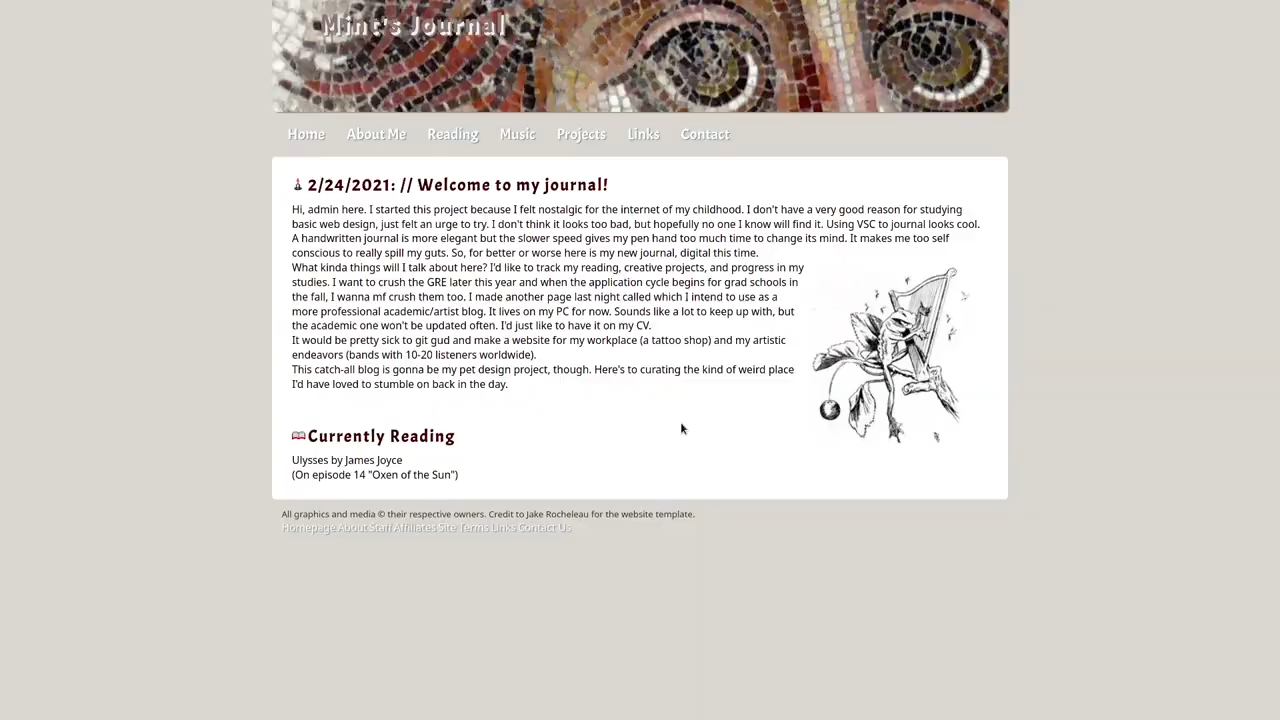 Mint's Journal
Home About Me Reading Music Projects Links Contact
2/24/2021: // Welcome to my journal!
Hi, admin here. I started this project because I felt nostalgic for the internet of my childhood. I don't have a very good reason for studying
basic web design, just felt an urge to try. I don't think it looks too bad, but hopefully no one I know will find it. Using VSC to journal looks cool.
A handwritten journal is more elegant but the slower speed gives my pen hand too much time to change its mind. It makes me too self
conscious to really spill my guts. So, for better or worse here is my new journal, digital this time.
What kinda things will I talk about here? I'd like to track my reading, creative projects, and progress in my
studies. I want to crush the GRE later this year and when the application cycle begins for grad schools in
the fall, I wanna mf crush them too. I made another page last night called which I intend to use as a
more professional academic/artist blog. It lives on my PC for now. Sounds like a lot to keep up with, but
the academic one won't be updated often. I'd just like to have it on my CV.
It would be pretty sick to git gud and make a website for my workplace (a tattoo shop) and my artistic
endeavors (bands with 10-20 listeners worldwide).
This catch-all blog is gonna be my pet design project, though. Here's to curating the kind of weird place
I'd have loved to stumble on back in the day.
Currently Reading
Ulysses by James Joyce
(On episode 14 "Oxen of the Sun")
All graphics and media © their respective owners. Credit to Jake Rocheleau for the website template.
Homepage About Staff Affiliates Site Terms Links Contact Us